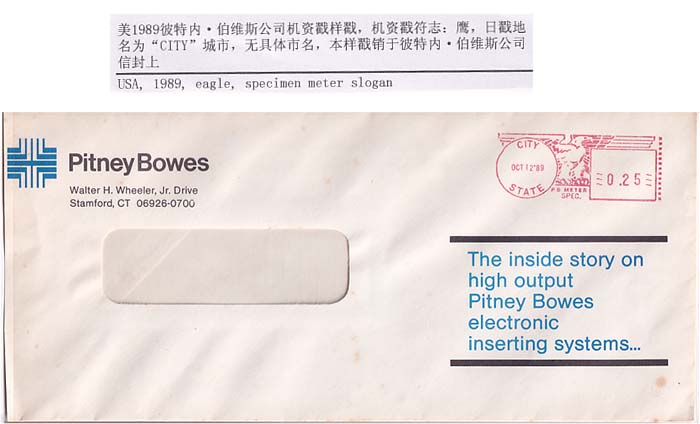 美1989彼特内·伯维斯公司机资戳样戳，机资戳符志：鹰，日戳地
名为“CITY”城市，无具体市名，本样戳销于彼特内·伯维斯公司
信封上
USA, 1989, eagle, specimen meter slogan
PitneyBowes
Walter H. Wheeler, Jr. Drive
Stamford, CT 06926-0700
CITY
OCT 12'89
STATE
P.B METER
SPEC.
0.25
The inside story on
high output
Pitney Bowes
electronic
inserting systems...